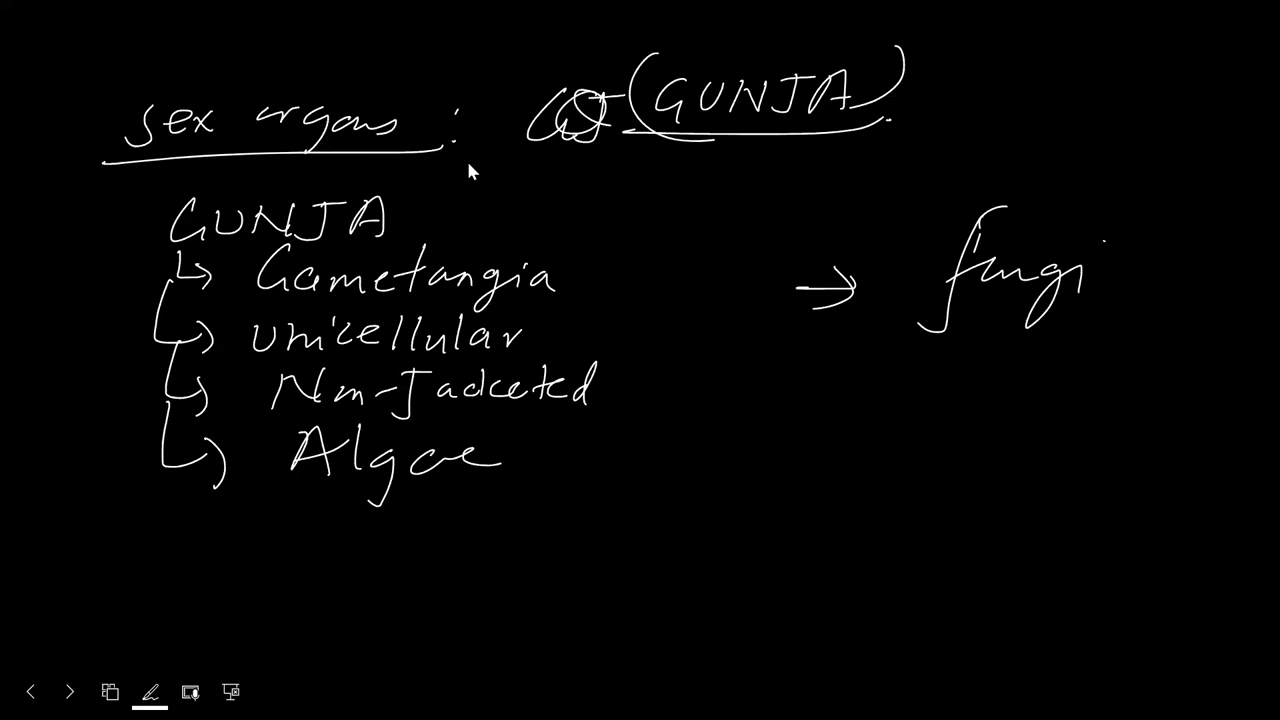 sex organs : (GUNJA)
GUNJA
Gametangia
→ fungi
Unicellular
Non-Jacketed
Algae